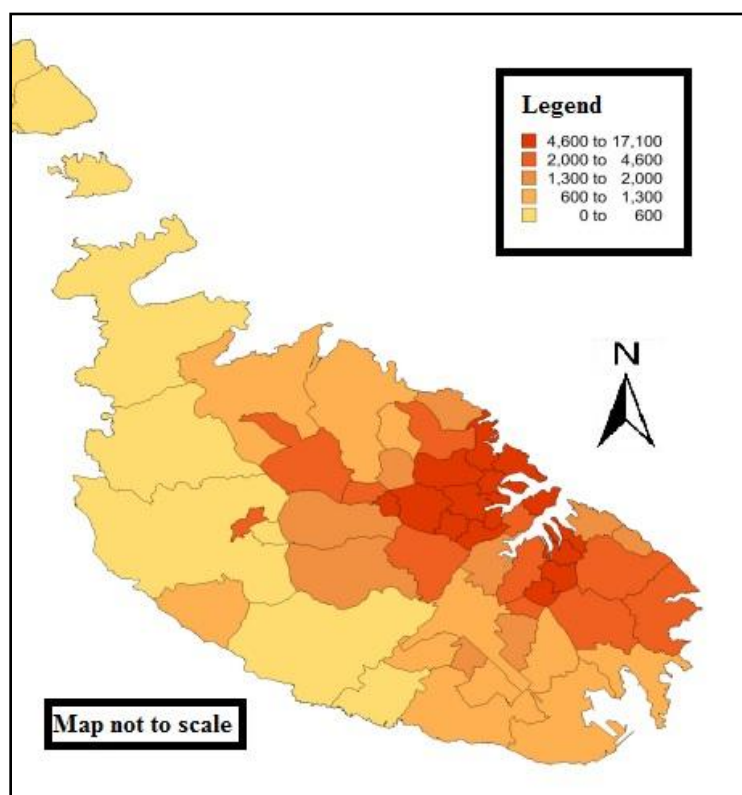 Legend
4,600 to 17,100
2,000 to 4,600
1,300 to 2,000
600 to 1,300
0 to 600
N
Map not to scale